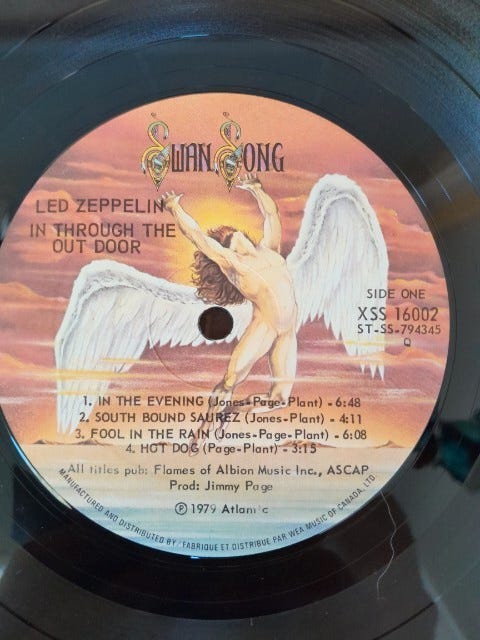 SWAN SONG
LED ZEPPELIN
IN THROUGH THE
OUT DOOR
SIDE ONE
XSS 16002
ST-SS-794345
Q
1. IN THE EVENING (Jones-Page-Plant) - 6:48
2. SOUTH BOUND SAUREZ (Jones-Plant) - 4:11
3. FOOL IN THE RAIN (Jones-Page-Plant) - 6:08
4. HOT DOG (Page-Plant) - 3:15
All titles pub: Flames of Albion Music Inc., ASCAP
Prod: Jimmy Page
Ⓟ 1979 Atlantic
MANUFACTURED AND DISTRIBUTED BY / FABRIQUE ET DISTRIBUE PAR WEA MUSIC OF CANADA, LTD.